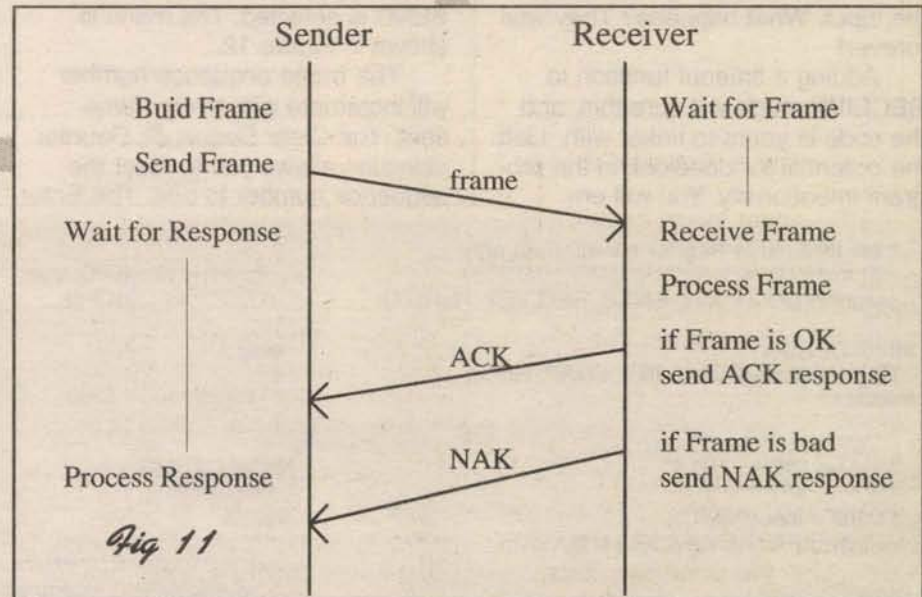 Sender
Receiver
Build Frame
Wait for Frame
Send Frame
frame
Wait for Response
Receive Frame
Process Frame
ACK
if Frame is OK
send ACK response
NAK
if Frame is bad
send NAK response
Process Response
Fig 11